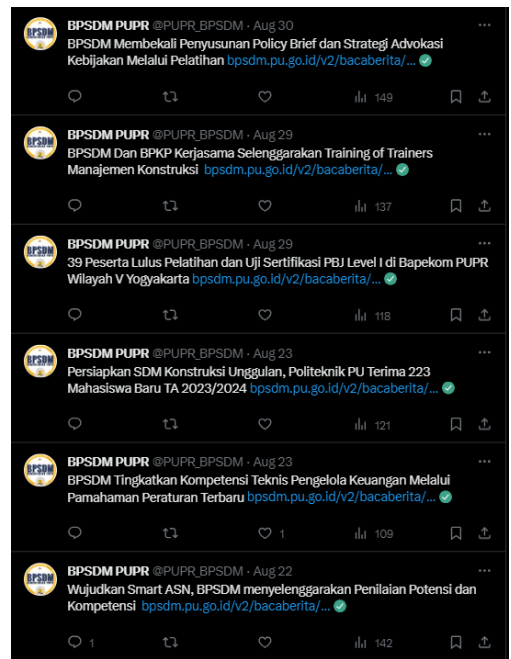 BPSDM PUPR @PUPR_BPSDM · Aug 30
BPSDM Membekali Penyusunan Policy Brief dan Strategi Advokasi
Kebijakan Melalui Pelatihan bpsdm.pu.go.id/v2/bacaberita/...
149
BPSDM PUPR @PUPR_BPSDM · Aug 29
BPSDM Dan BPKP Kerjasama Selenggarakan Training of Trainers
Manajemen Konstruksi bpsdm.pu.go.id/v2/bacaberita/...
137
BPSDM PUPR @PUPR_BPSDM · Aug 29
39 Peserta Lulus Pelatihan dan Uji Sertifikasi PBJ Level I di Bapekom PUPR
Wilayah V Yogyakarta bpsdm.pu.go.id/v2/bacaberita/...
118
BPSDM PUPR @PUPR_BPSDM · Aug 23
Persiapkan SDM Konstruksi Unggulan, Politeknik PU Terima 223
Mahasiswa Baru TA 2023/2024 bpsdm.pu.go.id/v2/bacaberita/...
121
BPSDM PUPR @PUPR_BPSDM · Aug 23
BPSDM Tingkatkan Kompetensi Teknis Pengelola Keuangan Melalui
Pamahaman Peraturan Terbaru bpsdm.pu.go.id/v2/bacaberita/...
1 109
BPSDM PUPR @PUPR_BPSDM · Aug 22
Wujudkan Smart ASN, BPSDM menyelenggarakan Penilaian Potensi dan
Kompetensi bpsdm.pu.go.id/v2/bacaberita/...
1 142